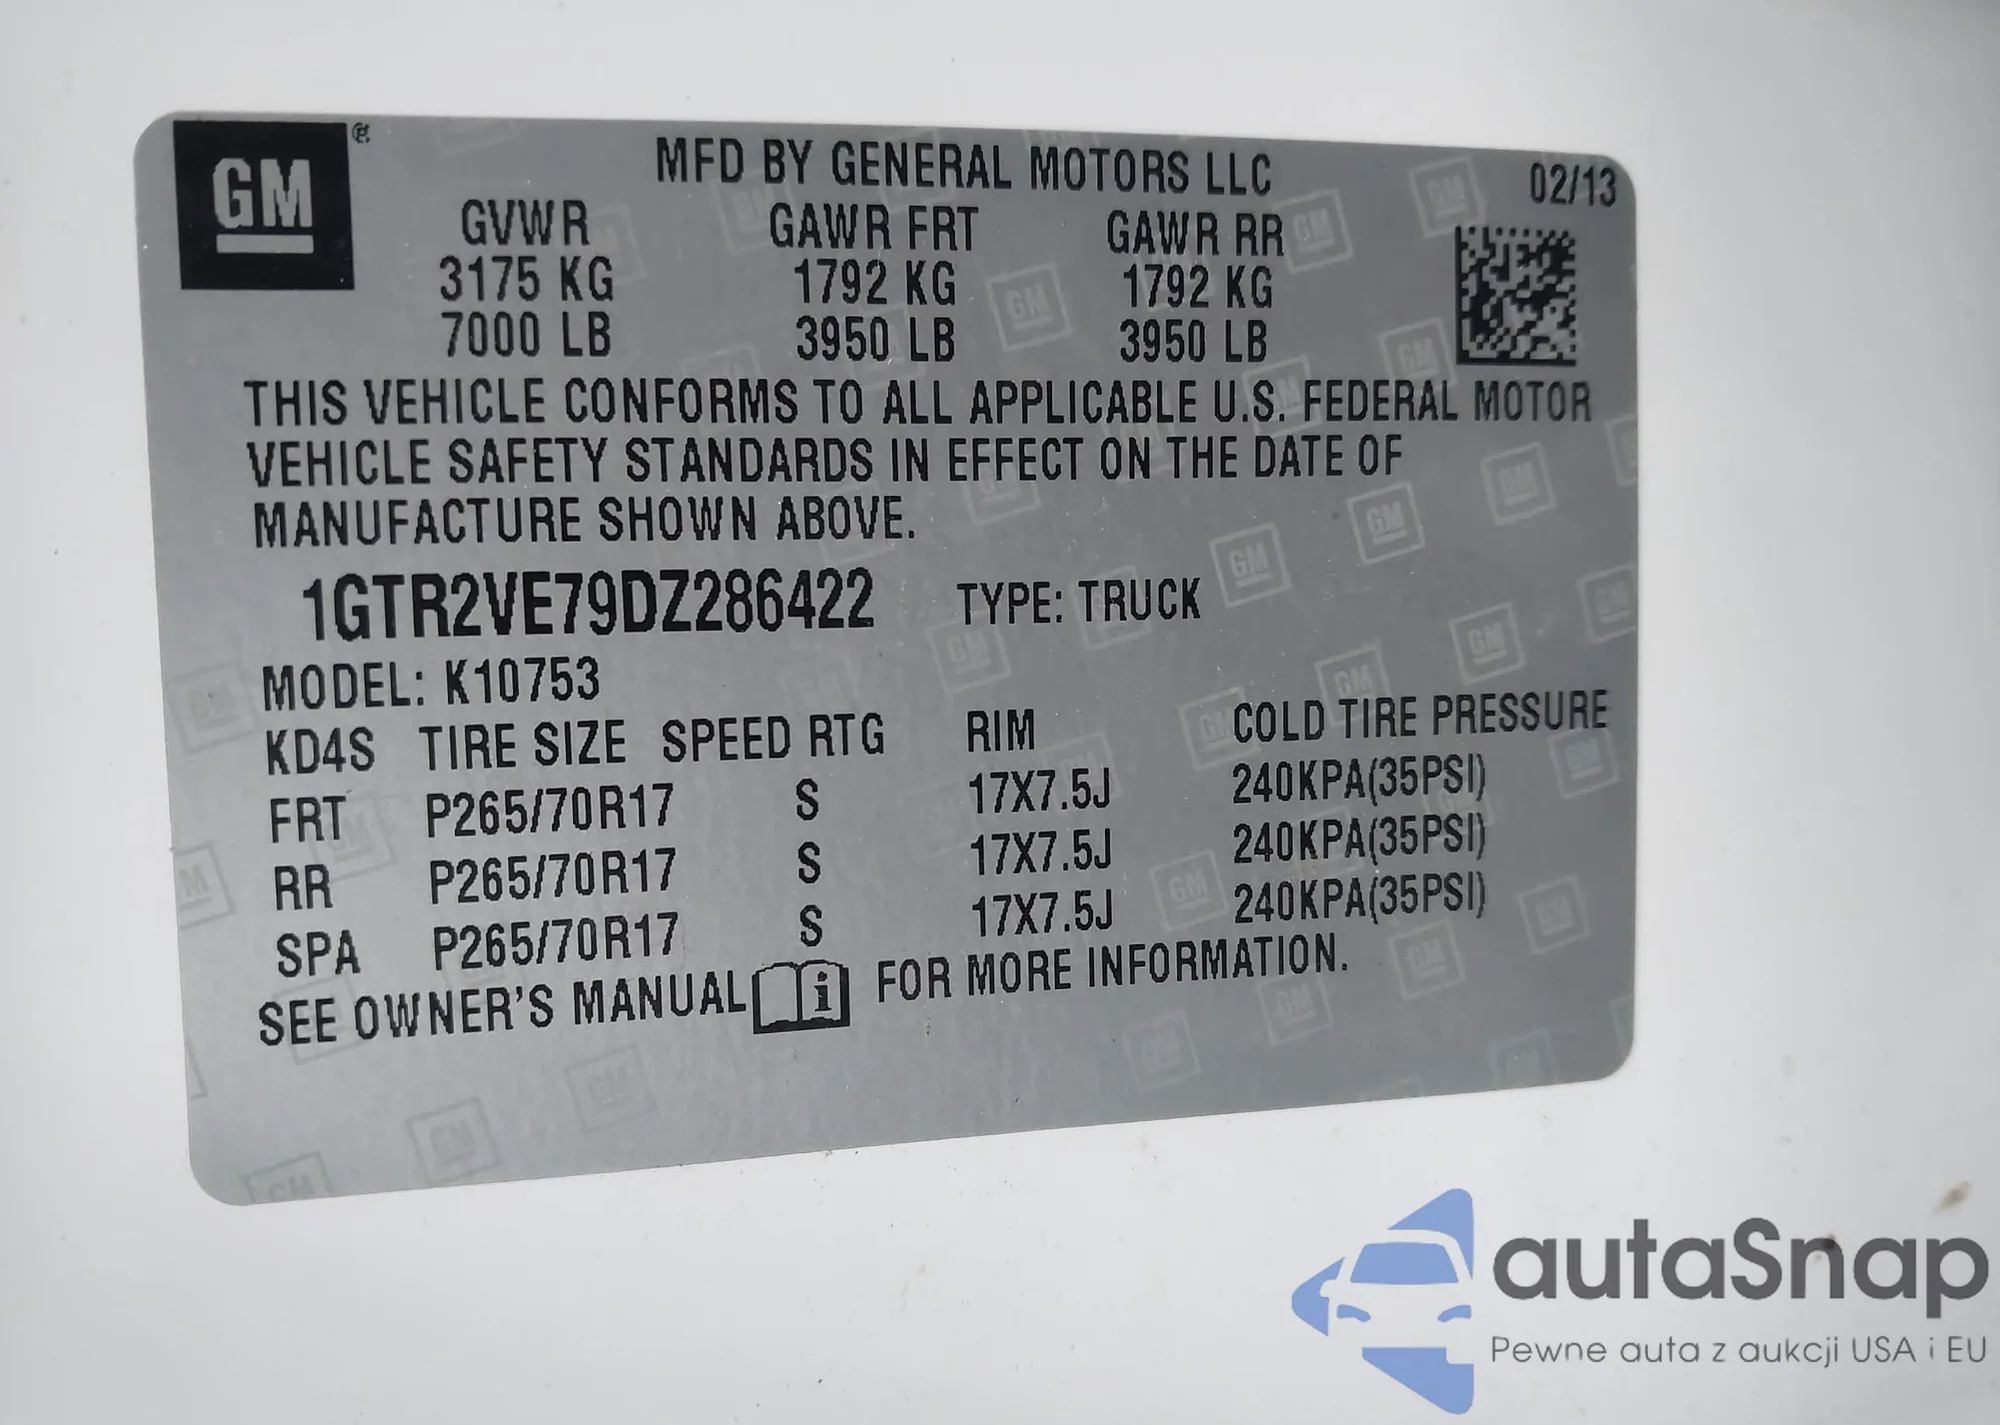 GM
MFD BY GENERAL MOTORS LLC 02/13
GVWR GAWR FRT GAWR RR
3175 KG 1792 KG 1792 KG
7000 LB 3950 LB 3950 LB
THIS VEHICLE CONFORMS TO ALL APPLICABLE U.S. FEDERAL MOTOR
VEHICLE SAFETY STANDARDS IN EFFECT ON THE DATE OF
MANUFACTURE SHOWN ABOVE.
1GTR2VE79DZ286422 TYPE: TRUCK
MODEL: K10753
KD4S TIRE SIZE SPEED RTG RIM COLD TIRE PRESSURE
FRT P265/70R17 S 17X7.5J 240KPA(35PSI)
RR P265/70R17 S 17X7.5J 240KPA(35PSI)
SPA P265/70R17 S 17X7.5J 240KPA(35PSI)
SEE OWNER'S MANUAL i FOR MORE INFORMATION.
autaSnap
Pewne auta z aukcji USA i EU